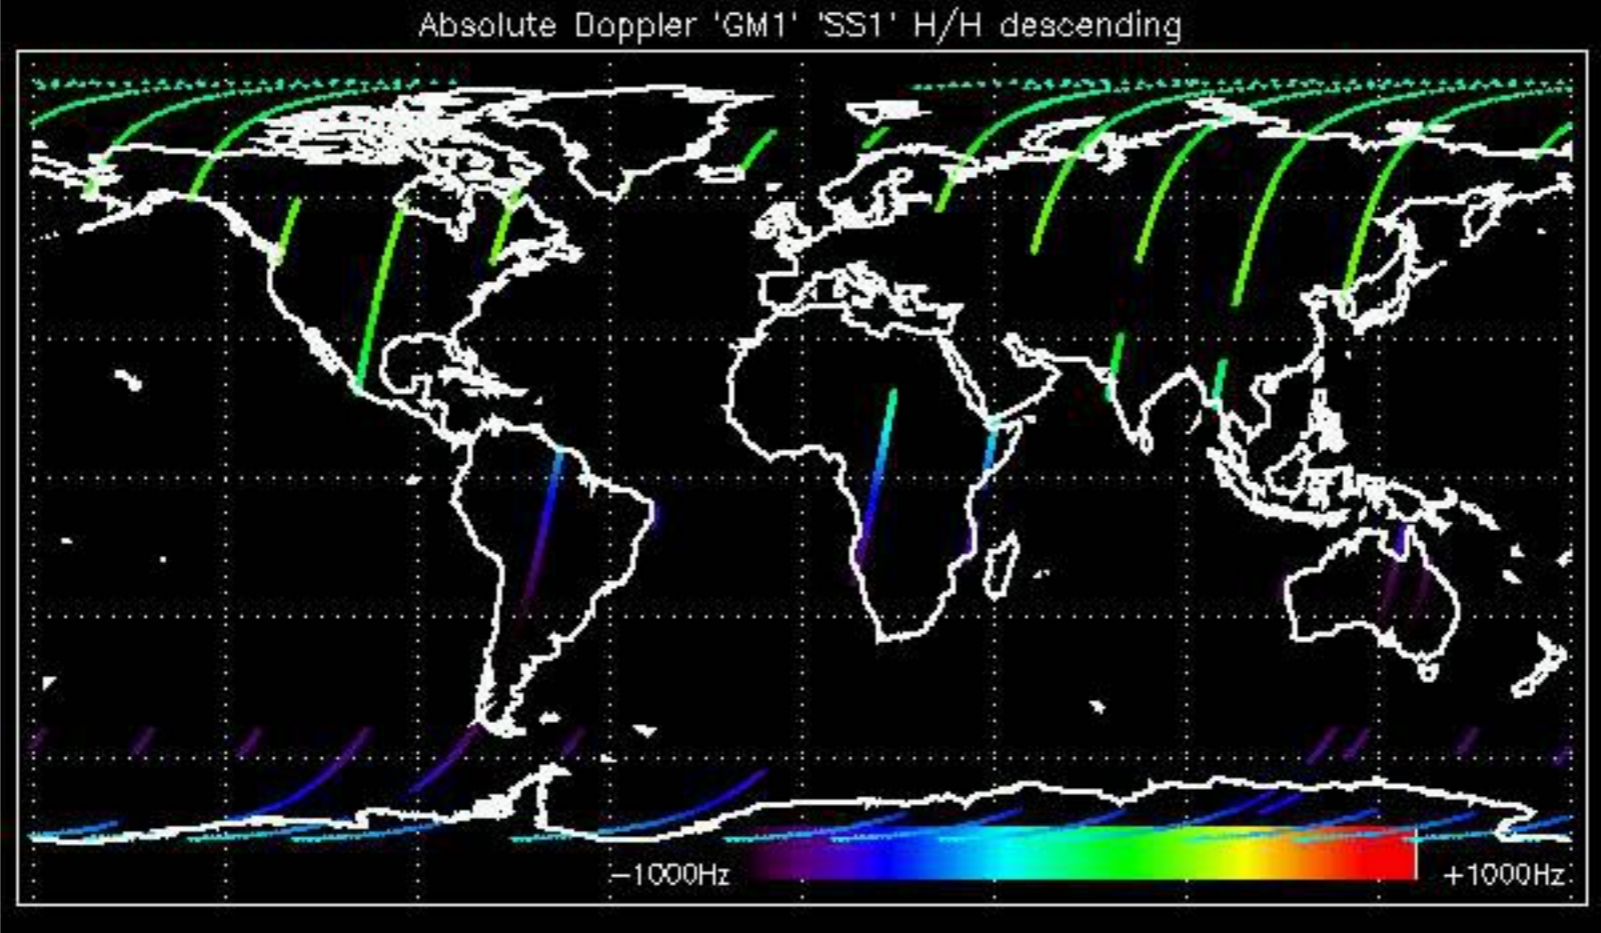 Absolute Doppler 'GM1' 'SS1' H/H descending
−1000Hz
+1000Hz